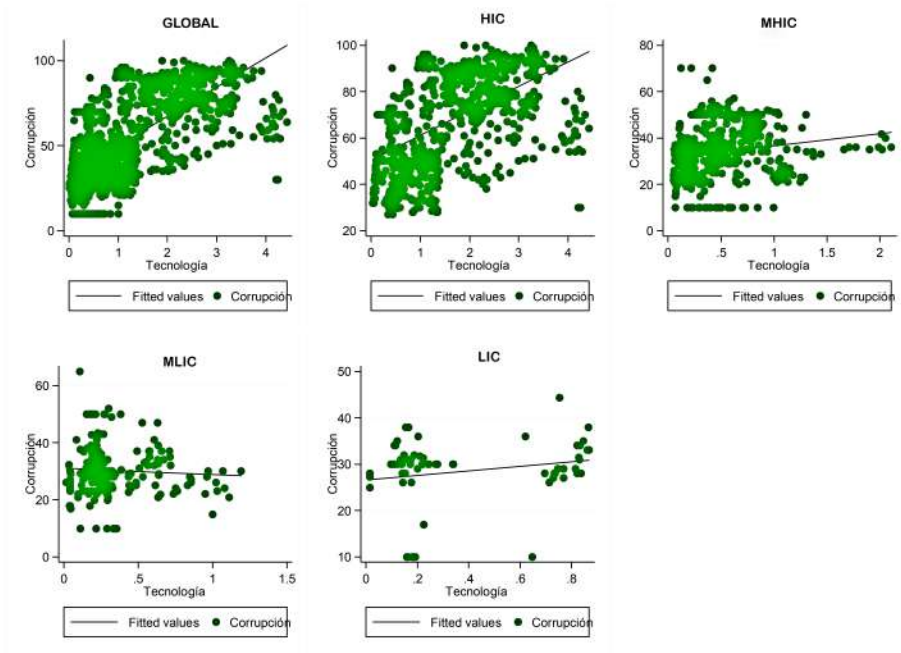 GLOBAL
100
50
0
Corrupción
0 1 2 3 4
Tecnología
Fitted values Corrupción
HIC
100
80
60
40
20
Corrupción
0 1 2 3 4
Tecnología
Fitted values Corrupción
MHIC
80
60
40
20
0
Corrupción
0 .5 1 1.5 2
Tecnología
Fitted values Corrupción
MLIC
60
40
20
0
Corrupción
0 .5 1 1.5
Tecnología
Fitted values Corrupción
LIC
50
40
30
20
10
Corrupción
0 .2 .4 .6 .8
Tecnología
Fitted values Corrupción